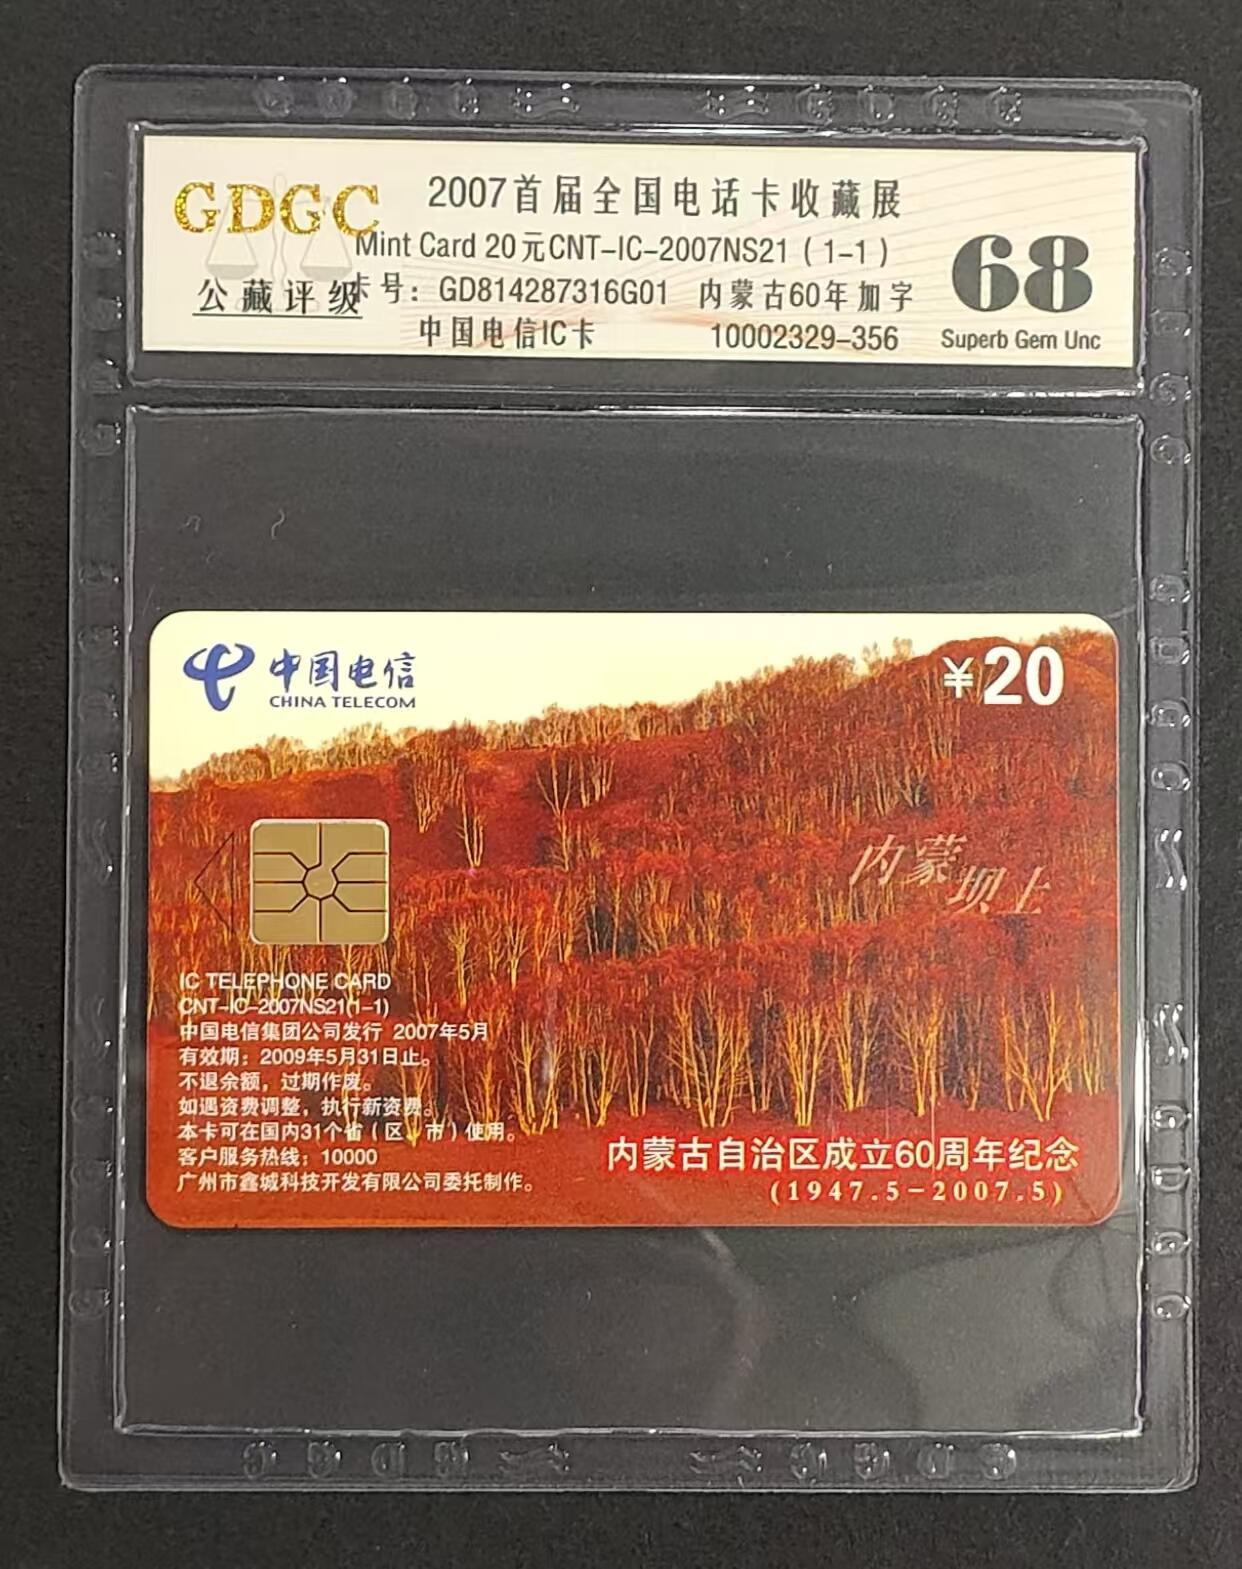 GDGC
公藏评级
2007首届全国电话卡收藏展
Mint Card 20元CNT-IC-2007NS21（1-1）
卡号：GD814287316G01 内蒙古60年加字
中国电信IC卡 10002329-356
68
Superb Gem Unc
中国电信
CHINA TELECOM
¥20
内蒙
坝上
IC TELEPHONE CARD
CNT-IC-2007NS21(1-1)
中国电信集团公司发行 2007年5月
有效期：2009年5月31日止。
不退余额，过期作废。
如遇资费调整，执行新资费。
本卡可在国内31个省（区、市）使用。
客户服务热线：10000
广州市鑫城科技开发有限公司委托制作。
内蒙古自治区成立60周年纪念
(1947.5-2007.5)